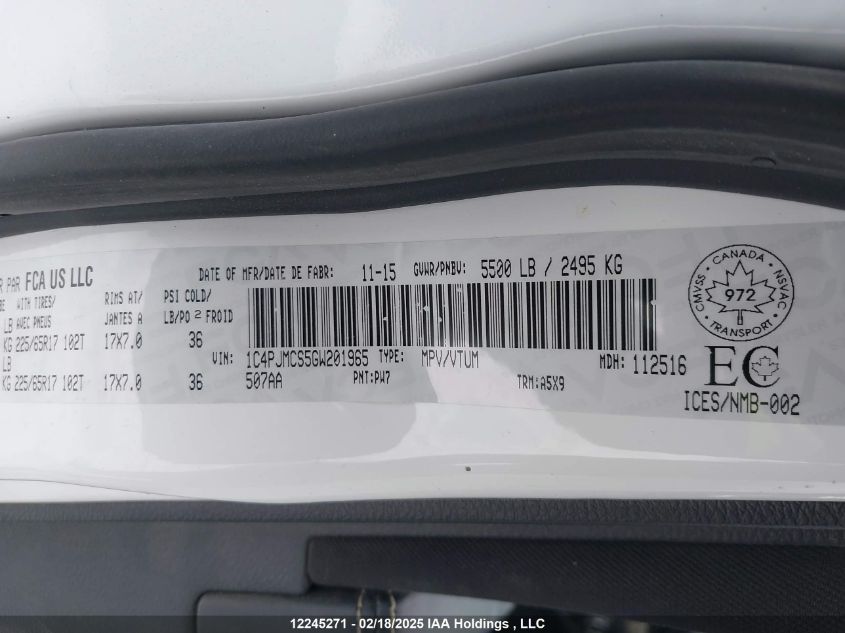 R PAR FCA US LLC
DATE OF MFR/DATE DE FABR: 11-15 GVWR/PNBV: 5500 LB / 2495 KG
WITH TIRES/ RIMS AT/ PSI COLD/
LB AVEC PNEUS JANTES A LB/PO 2 FROID
KG 225/65R17 102T 17X7.0 36
LB VIN: 1C4PJMCS5GW201965 TYPE: MPV/VTUM MDH: 112516
KG 225/65R17 102T 17X7.0 36 507AA PNT:PW7 TRM:A5X9
CANADA
CMVSS 972 NSVAC
TRANSPORT
EC
ICES/NMB-002
12245271 - 02/18/2025 IAA Holdings , LLC